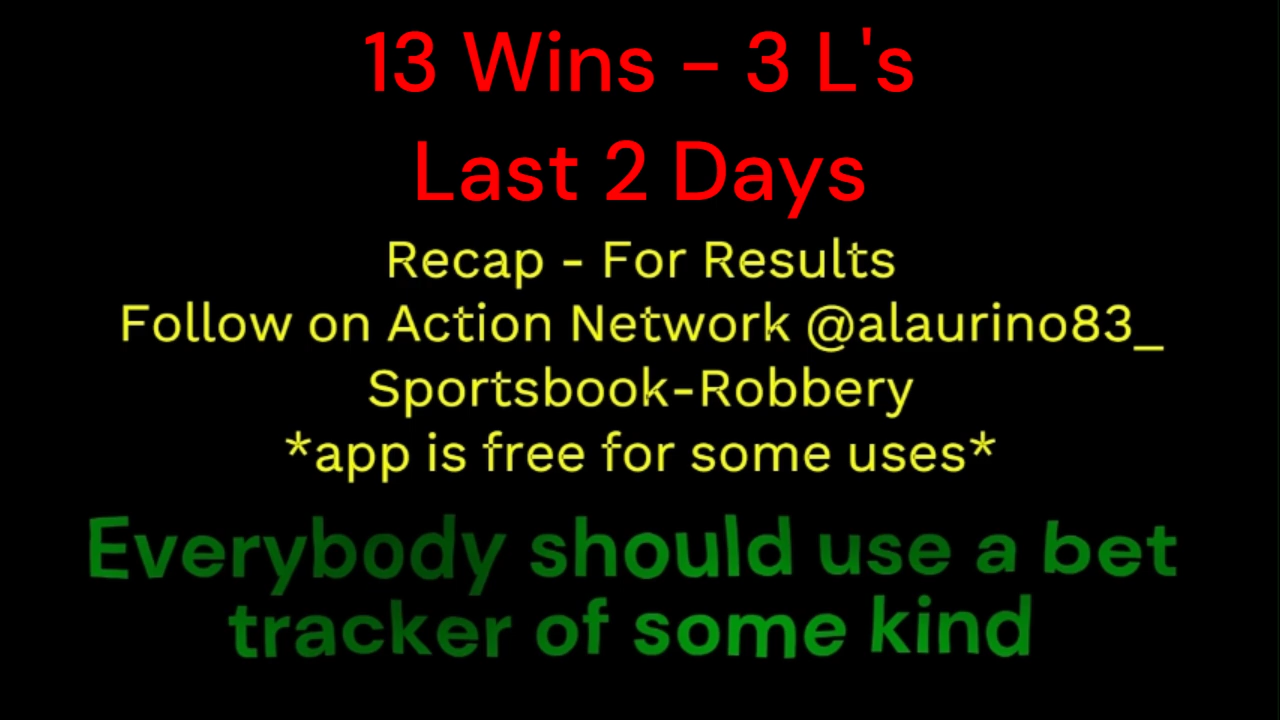 13 Wins - 3 L's
Last 2 Days
Recap - For Results
Follow on Action Network @alaurino83_
Sportsbook-Robbery
*app is free for some uses*
Everybody should use a bet
tracker of some kind